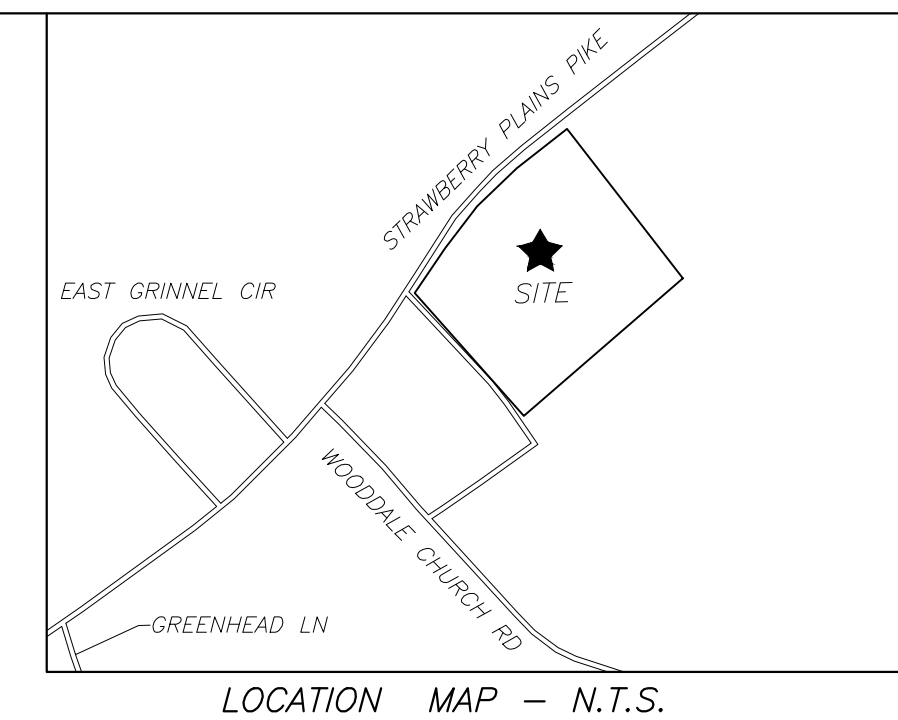 STRAWBERRY PLAINS PIKE
EAST GRINNEL CIR
SITE
WOODDALE CHURCH RD
GREENHEAD LN
LOCATION MAP - N.T.S.